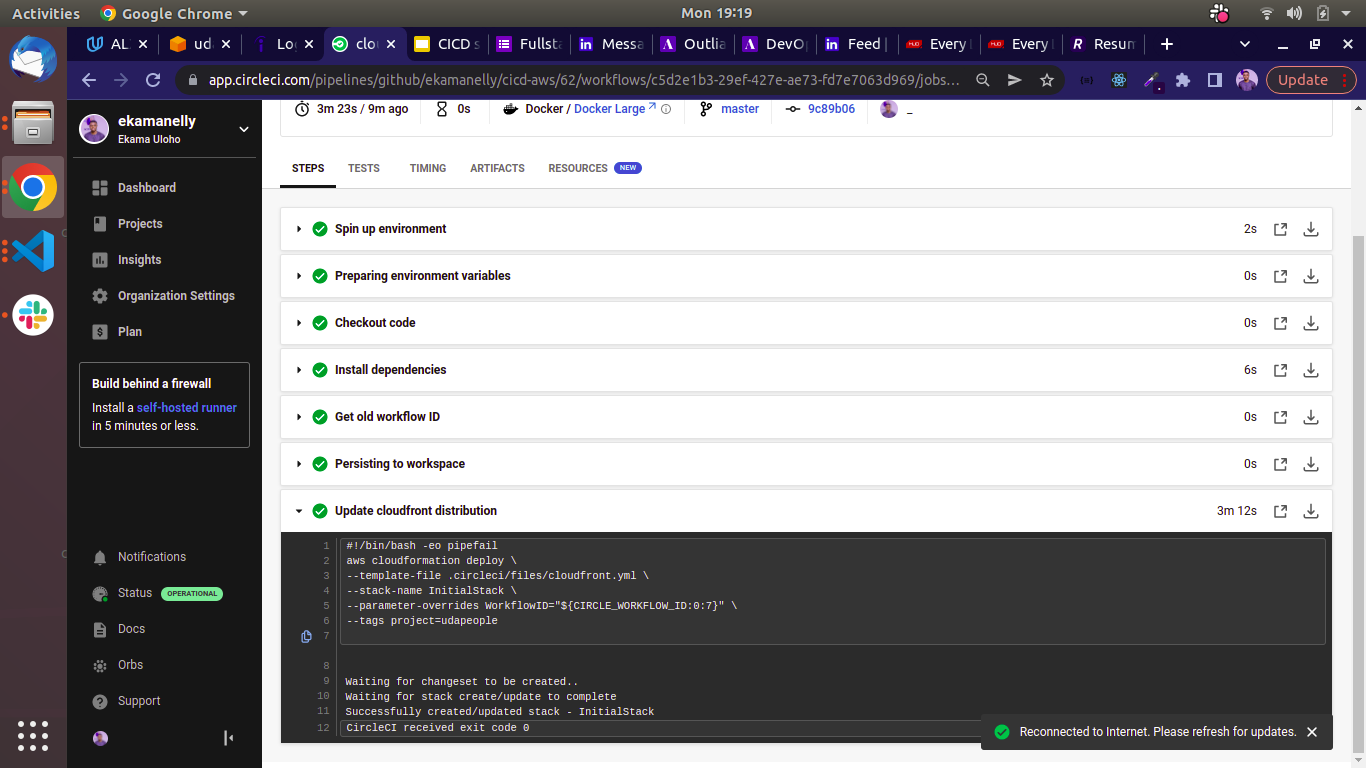 Activities Google Chrome Mon 19:19
AL ud Lo clo CICD s Fullsta Messa Outlia DevO Feed | Every Every Resum
app.circleci.com/pipelines/github/ekamanelly/cicd-aws/62/workflows/c5d2e1b3-29ef-427e-ae73-fd7e7063d969/jobs... Update
ekamanelly
Ekama Uloho
Dashboard
Projects
Insights
Organization Settings
Plan
Build behind a firewall
Install a self-hosted runner
in 5 minutes or less.
Notifications
Status OPERATIONAL
Docs
Orbs
Support
3m 23s / 9m ago 0s Docker / Docker Large master 9c89b06 _
STEPS TESTS TIMING ARTIFACTS RESOURCES NEW
Spin up environment 2s
Preparing environment variables 0s
Checkout code 0s
Install dependencies 6s
Get old workflow ID 0s
Persisting to workspace 0s
Update cloudfront distribution 3m 12s
1 #!/bin/bash -eo pipefail
2 aws cloudformation deploy \
3 --template-file .circleci/files/cloudfront.yml \
4 --stack-name InitialStack \
5 --parameter-overrides WorkflowID="${CIRCLE_WORKFLOW_ID:0:7}" \
6 --tags project=udapeople
7
8
9 Waiting for changeset to be created..
10 Waiting for stack create/update to complete
11 Successfully created/updated stack - InitialStack
12 CircleCI received exit code 0
Reconnected to Internet. Please refresh for updates.